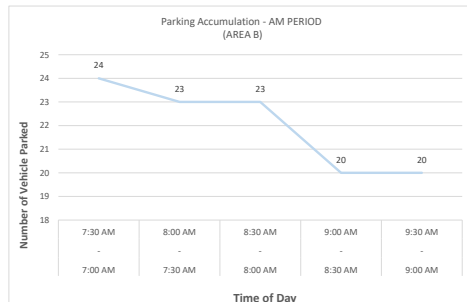 Parking Accumulation - AM PERIOD
(AREA B)
Number of Vehicle Parked
25
24
23
22
21
20
19
18
24
23
23
20
20
7:30 AM 8:00 AM 8:30 AM 9:00 AM 9:30 AM
- - - - -
7:00 AM 7:30 AM 8:00 AM 8:30 AM 9:00 AM
Time of Day